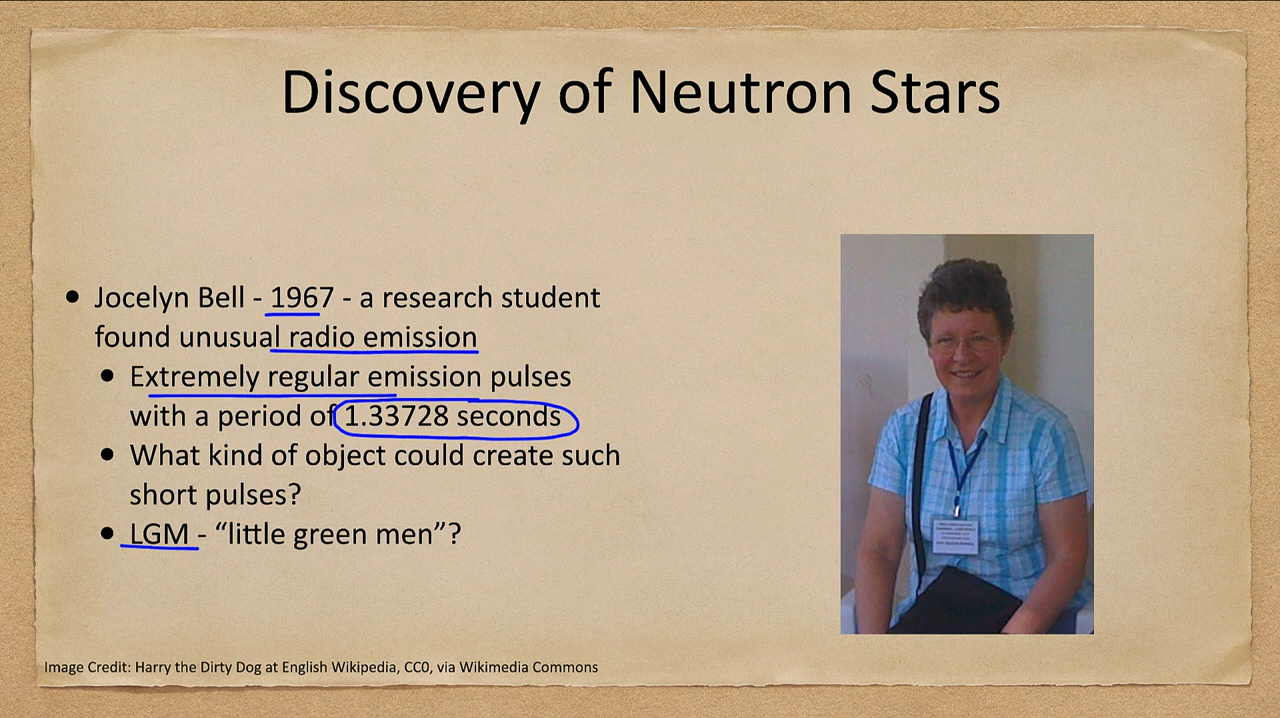 Discovery of Neutron Stars
• Jocelyn Bell - 1967 - a research student
found unusual radio emission
• Extremely regular emission pulses
with a period of 1.33728 seconds
• What kind of object could create such
short pulses?
• LGM - “little green men”?
Image Credit: Harry the Dirty Dog at English Wikipedia, CC0, via Wikimedia Commons